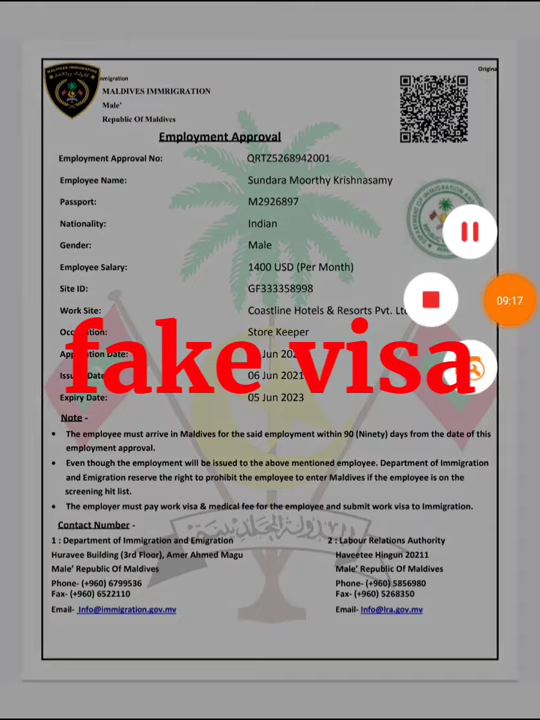 Origina
mmigration
MALDIVES IMMRIGRATION
Male'
Republic Of Maldives
Employment Approval
Employment Approval No: QRTZ5268942001
Employee Name: Sundara Moorthy Krishnasamy
Passport: M2926897
Nationality: Indian
Gender: Male
Employee Salary: 1400 USD (Per Month)
Site ID: GF333358998
09:17
Work Site: Coastline Hotels & Resorts Pvt.
Store Keeper
fake visa
Date: Jun
06 Jun 2021
Expiry Date: 05 Jun 2023
Note -
• The employee must arrive in Maldives for the said employment within 90 (Ninety) days from the date of this
employment approval.
• Even though the employment will be issued to the above mentioned employee. Department of Immigration
and Emigration reserve the right to prohibit the employee to enter Maldives if the employee is on the
screening hit list.
• The employer must pay work visa & medical fee for the employee and submit work visa to Immigration.
Contact Number -
1 : Department of Immigration and Emigration 2 : Labour Relations Authority
Huravee Building (3rd Floor), Amer Ahmed Magu Haveetee Hingun 20211
Male' Republic Of Maldives Male' Republic Of Maldives
Phone- (+960) 6799536 Phone- (+960) 5856980
Fax- (+960) 6522110 Fax- (+960) 5268350
Email- Info@immigration.gov.mv Email- Info@lra.gov.mv